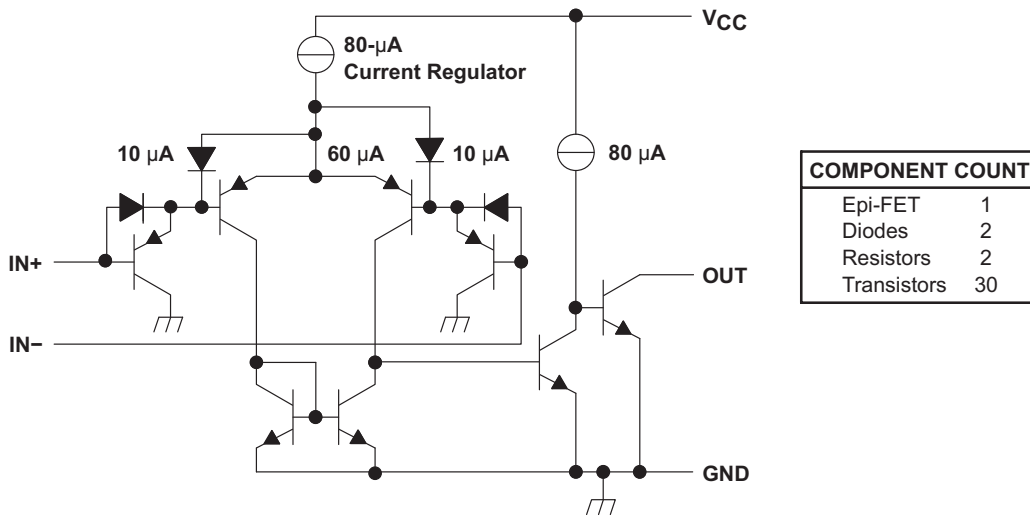 V_CC
80-µA
Current Regulator
10 µA
60 µA
10 µA
80 µA
IN+
IN−
OUT
GND
COMPONENT COUNT
Epi-FET 1
Diodes 2
Resistors 2
Transistors 30